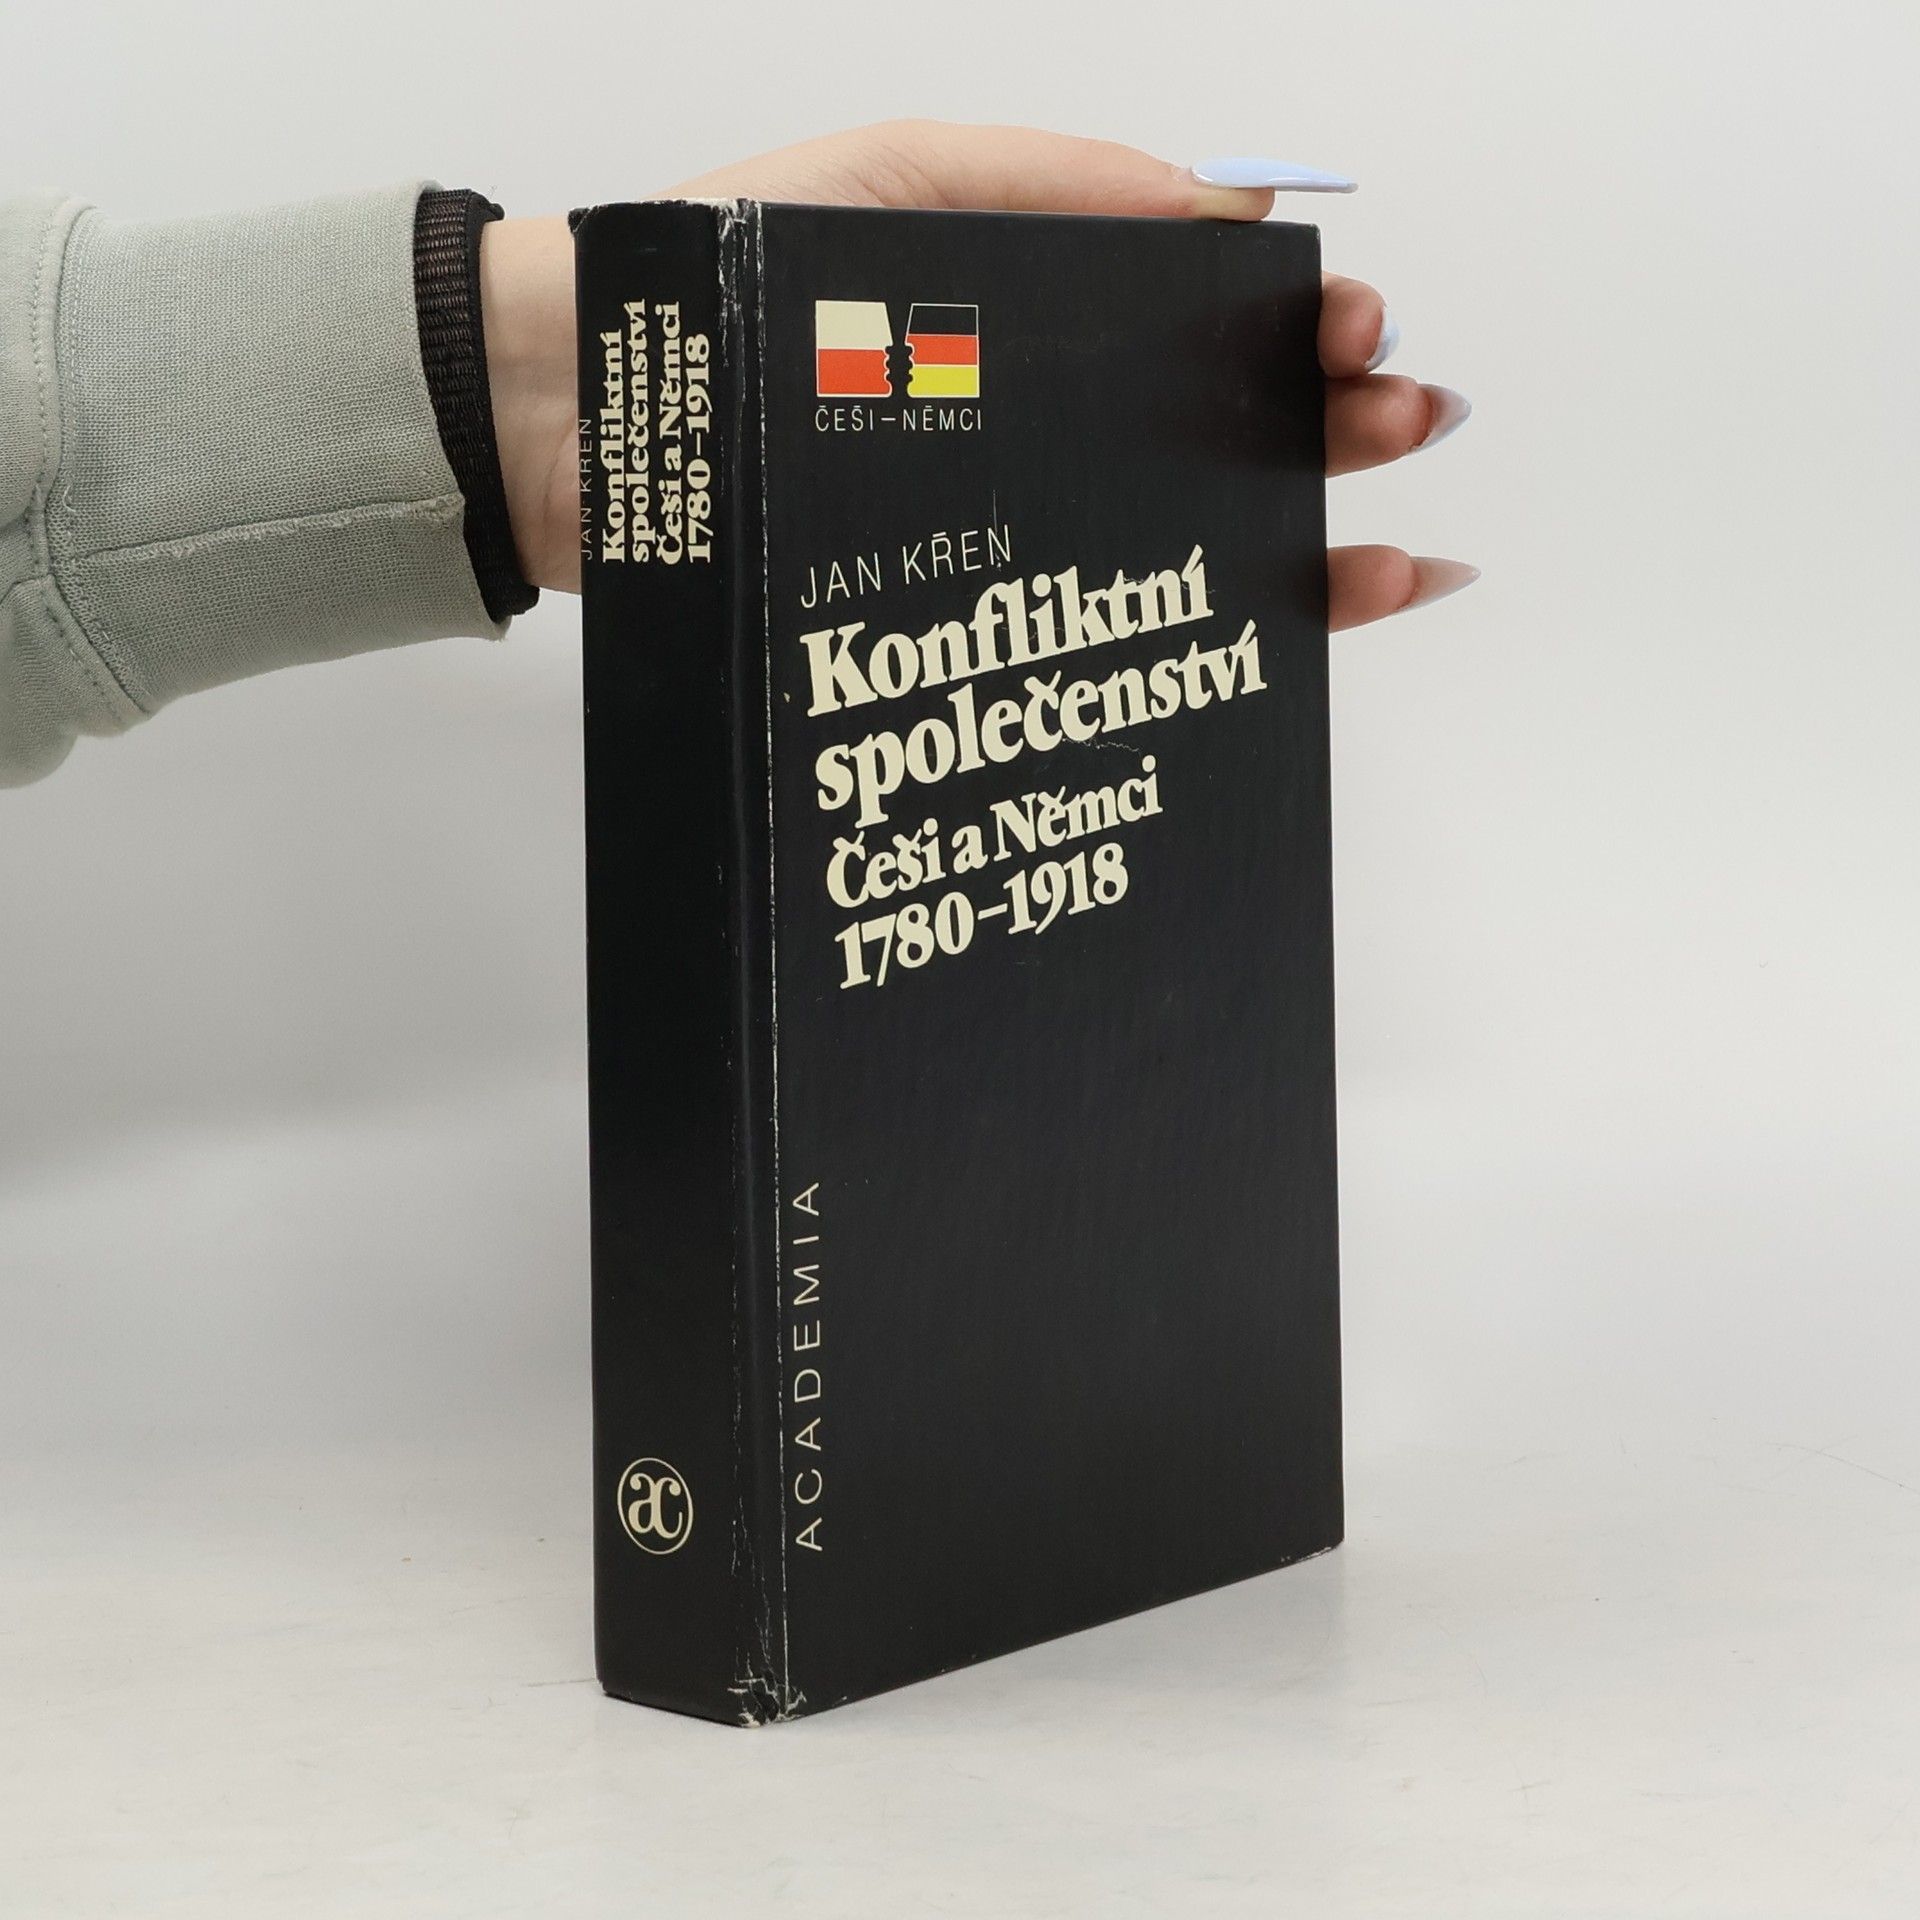 JAN KŘEN
Konfliktní
společenství
Češi a Němci
1780–1918
ac
ČEŠI–NĚMCI
JAN KŘEN
Konfliktní
společenství
Češi a Němci
1780–1918
ACADEMIA